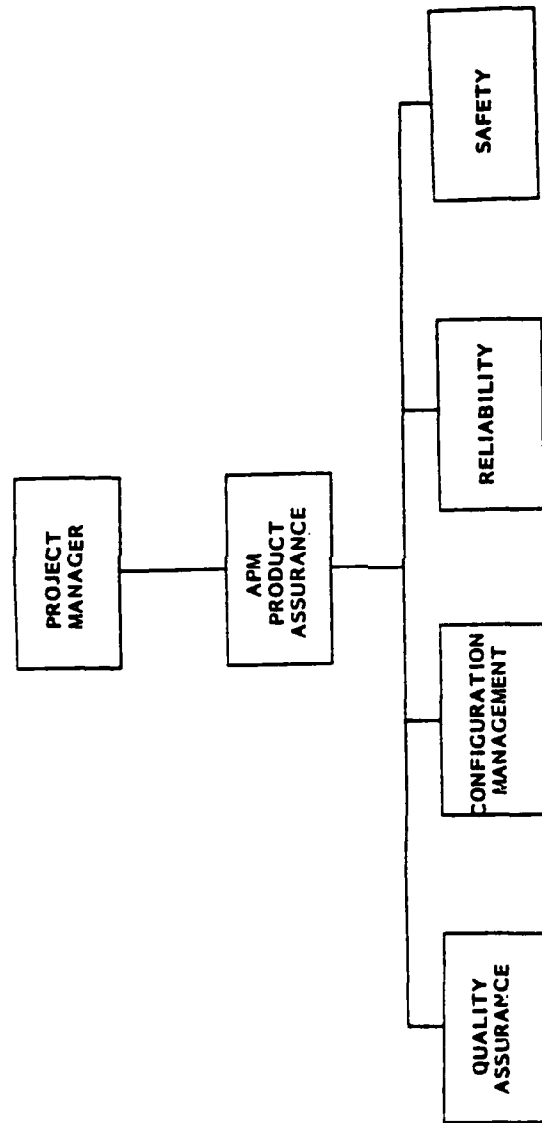 PROJECT
MANAGER
APM
PRODUCT
ASSURANCE
QUALITY
ASSURANCE
CONFIGURATION
MANAGEMENT
RELIABILITY
SAFETY